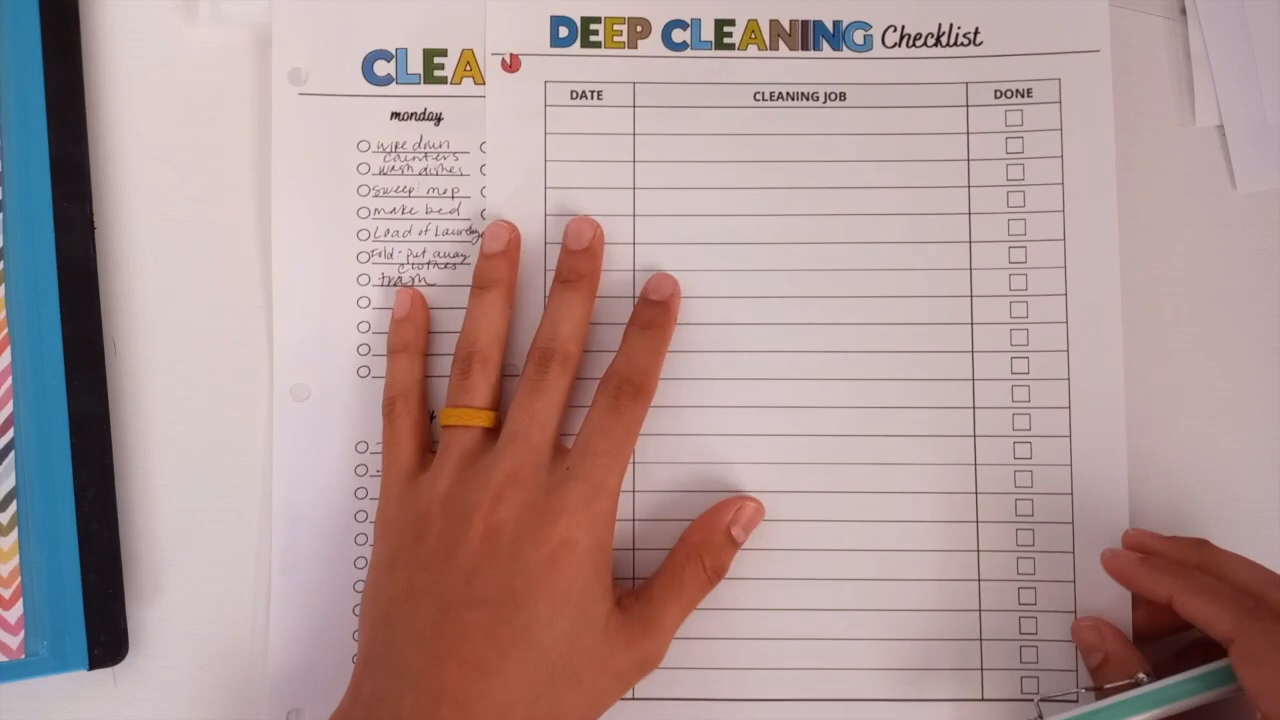 DEEP CLEANING Checklist
CLEA
monday
wipe down
counters
wash dishes
sweep mop
make bed
Load of Laundry
Fold - put away
clothes
trash
DATE CLEANING JOB DONE